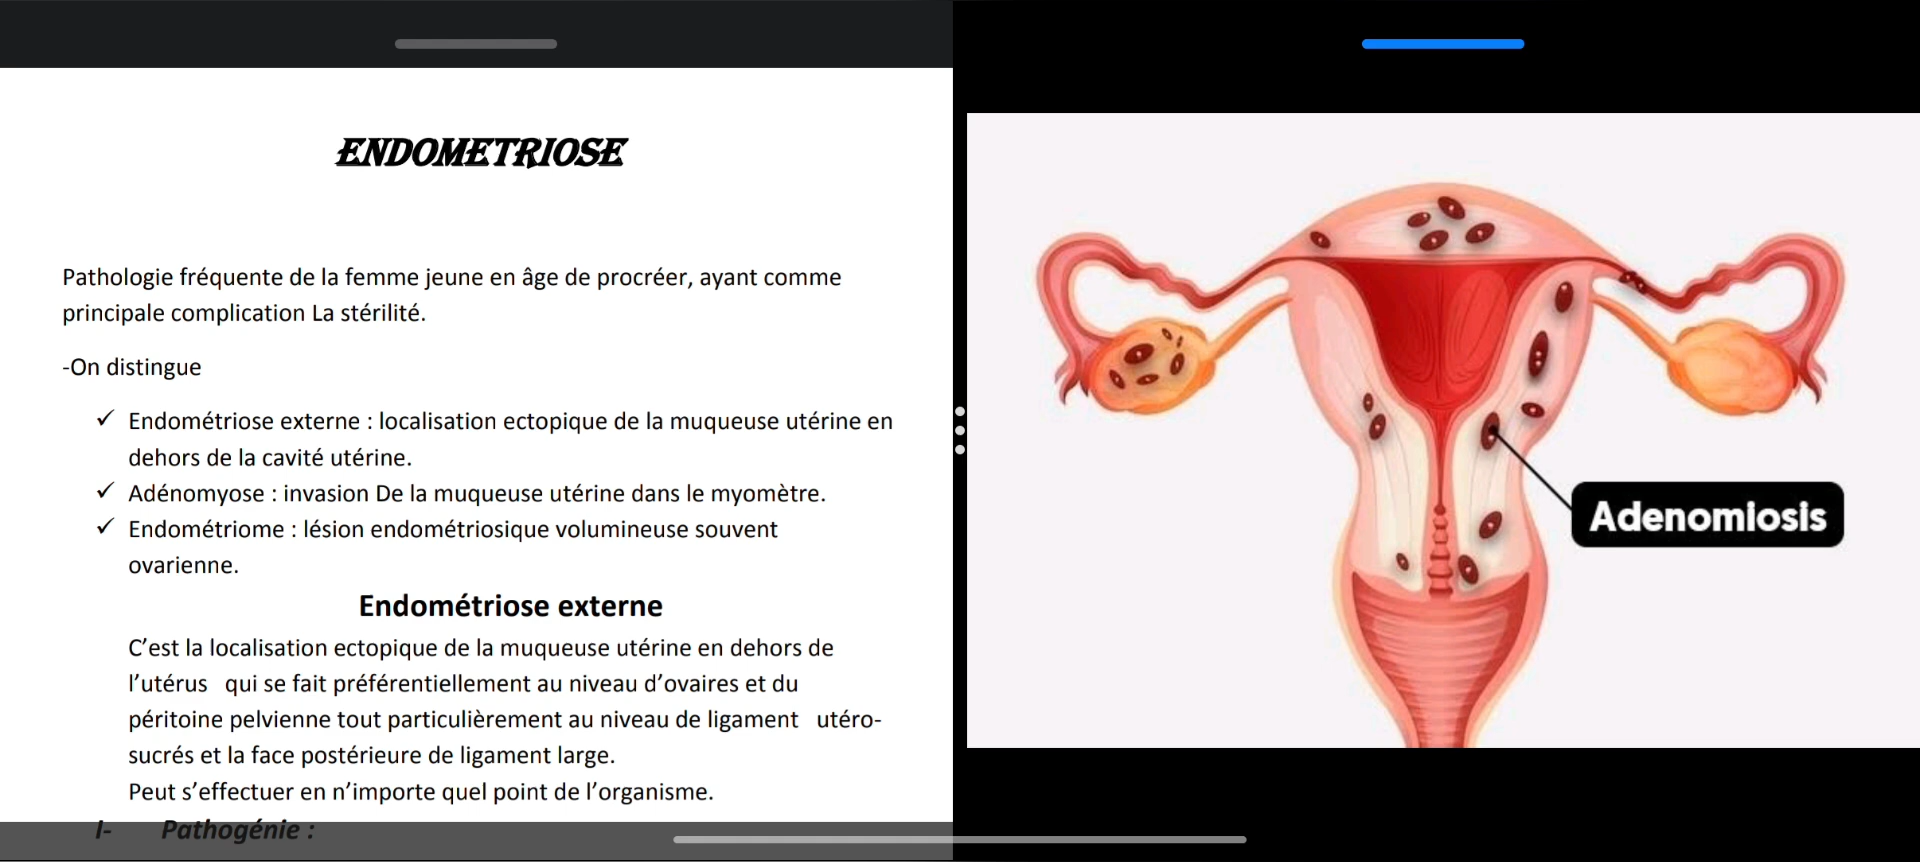 ENDOMETRIOSE
Pathologie fréquente de la femme jeune en âge de procréer, ayant comme
principale complication La stérilité.
-On distingue
✓ Endométriose externe : localisation ectopique de la muqueuse utérine en
dehors de la cavité utérine.
✓ Adénomyose : invasion De la muqueuse utérine dans le myomètre.
✓ Endométriome : lésion endométriosique volumineuse souvent
ovarienne.
Endométriose externe
C’est la localisation ectopique de la muqueuse utérine en dehors de
l’utérus qui se fait préférentiellement au niveau d’ovaires et du
péritoine pelvienne tout particulièrement au niveau de ligament utéro-
sucrés et la face postérieure de ligament large.
Peut s’effectuer en n’importe quel point de l’organisme.
I- Pathogénie :
Adenomiosis